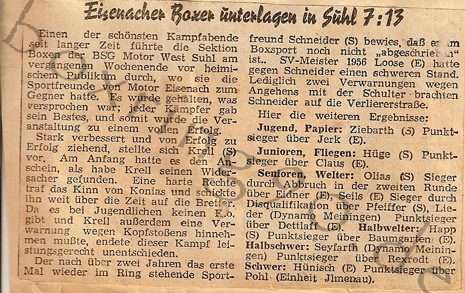 Eisenacher Boxer unterlagen in Suhl 7:13
Einen der schönsten Kampfabende
seit langer Zeit führte die Sektion
Boxen der BSG Motor West Suhl am
vergangenen Wochenende vor heimi-
schem Publikum durch, wo sie die
Sportfreunde von Motor Eisenach zum
Gegner hatte. Es wurde gehalten, was
versprochen war; jeder Kämpfer gab
sein Bestes, und somit wurde die Ver-
anstaltung zu einem vollen Erfolg.
Stark verbessert und von Erfolg zu
Erfolg ziehend, eilte es Krell (S)
vor. Am Anfang hatte es den An-
schein, als habe Krell seinen Wider-
sacher gefunden. Eine harte Rechte
traf das Kinn von Komas und schickte
ihn weit über die Zeit auf die Bretter.
Da es bei Jugendlichen keinen K.o.
gibt und Krell außerdem eine Ver-
warnung wegen Kopfstoßens hinneh-
men mußte, endete dieser Kampf lei-
stungsgerecht unentschieden.
Der nach über zwei Jahren das erste
Mal wieder im Ring stehende Sport-
freund Schneider (S) bewies, daß er im
Boxsport noch nicht „abgeschrieben“
ist. SV-Meister 1956 Loose (E) hatte
gegen Schneider einen schweren Stand.
Lediglich zwei Verwarnungen wegen
Angehens mit der Schulter brachten
Schneider auf die Verliererstraße.
Hier die weiteren Ergebnisse:
Jugend, Papier: Ziebarth (S) Punkt-
sieger über Jerk (E).
Junioren, Fliegen: Hüge (S) Punkt-
sieger über Claus (E).
Senioren, Welter: Olias (S) Sieger
durch Abbruch in der zweiten Runde
über Eidner (E), Seils (E) Sieger durch
Disqualifikation über Pfeiffer (S), Lie-
der (Dynamo Meiningen) Punktsieger
über Dettlaff (E). Halbwelter: Happ
(S) Punktsieger über Baumgarten (E).
Halbschwer: Seyfarth (Dynamo Meinin-
gen) Punktsieger über Rexrodt (E).
Schwer: Hünisch (E) Punktsieger über
Pohl (Einheit Ilmenau).